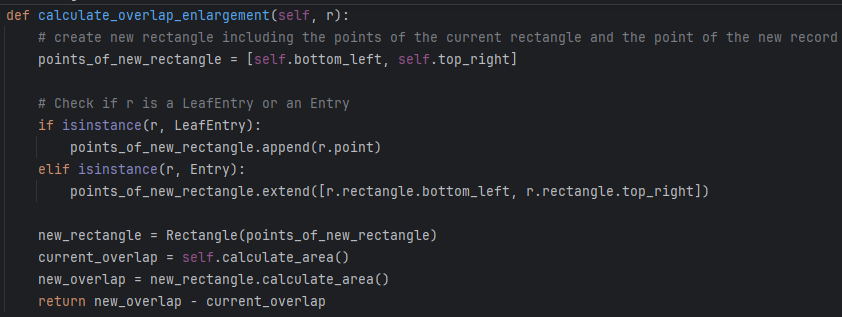 def calculate_overlap_enlargement(self, r):
    # create new rectangle including the points of the current rectangle and the point of the new record
    points_of_new_rectangle = [self.bottom_left, self.top_right]

    # Check if r is a LeafEntry or an Entry
    if isinstance(r, LeafEntry):
        points_of_new_rectangle.append(r.point)
    elif isinstance(r, Entry):
        points_of_new_rectangle.extend([r.rectangle.bottom_left, r.rectangle.top_right])

    new_rectangle = Rectangle(points_of_new_rectangle)
    current_overlap = self.calculate_area()
    new_overlap = new_rectangle.calculate_area()
    return new_overlap - current_overlap